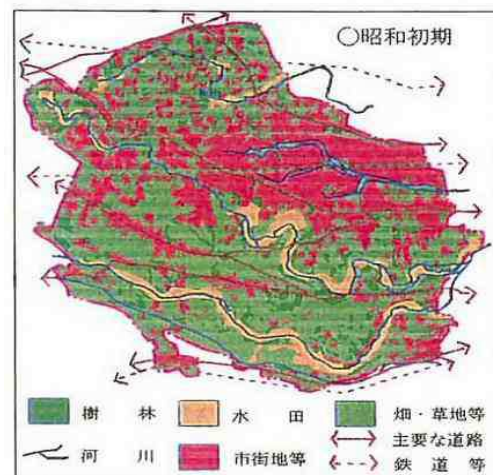 ○昭和初期
樹林 水田 畑・草地等
河川 市街地等 主要な道路
鉄道等